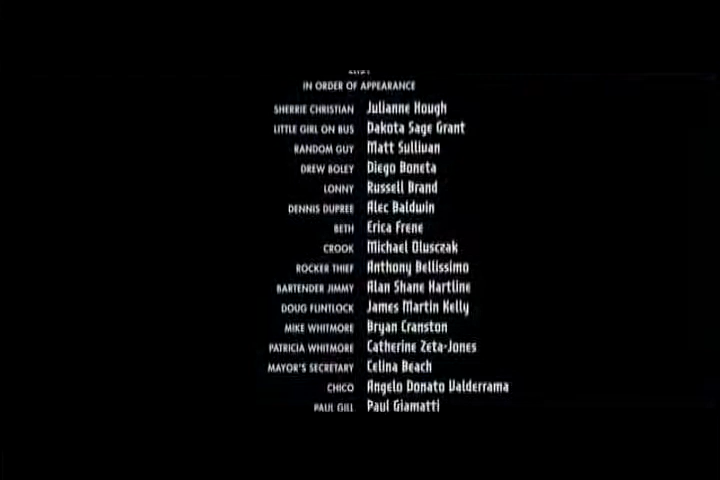 IN ORDER OF APPEARANCE
SHERRIE CHRISTIAN Julianne Hough
LITTLE GIRL ON BUS Dakota Sage Grant
RANDOM GUY Matt Sullivan
DREW BOLEY Diego Boneta
LONNY Russell Brand
DENNIS DUPREE Alec Baldwin
BETH Erica Frene
CROOK Michael Olusczak
ROCKER THIEF Anthony Bellissimo
BARTENDER JIMMY Alan Shane Hartline
DOUG FLINTLOCK James Martin Kelly
MIKE WHITMORE Bryan Cranston
PATRICIA WHITMORE Catherine Zeta-Jones
MAYOR'S SECRETARY Celina Beach
CHICO Angelo Donato Valderrama
PAUL GILL Paul Giamatti